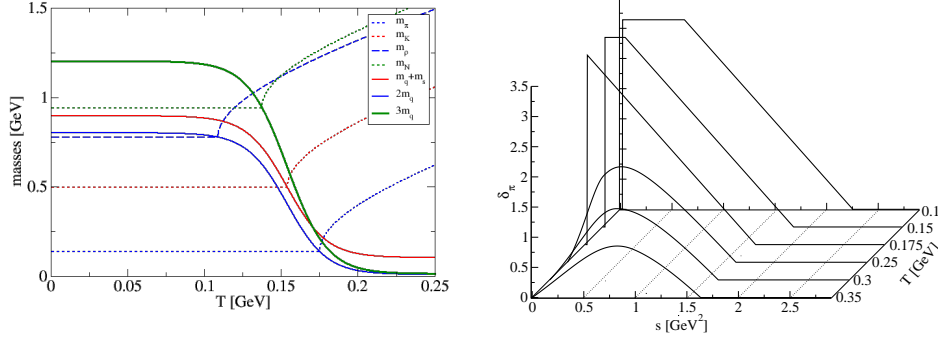 1.5
1
0.5
0
masses [GeV]
0
0.05
0.1
0.15
0.2
0.25
T [GeV]
m_π
m_K
m_ρ
m_N
m_q+m_s
2m_q
3m_q
3.5
3
2.5
2
1.5
1
0.5
0
δ_π
0
0.5
1
1.5
2
2.5
s [GeV²]
0.1
0.15
0.175
0.25
0.3
0.35
T [GeV]